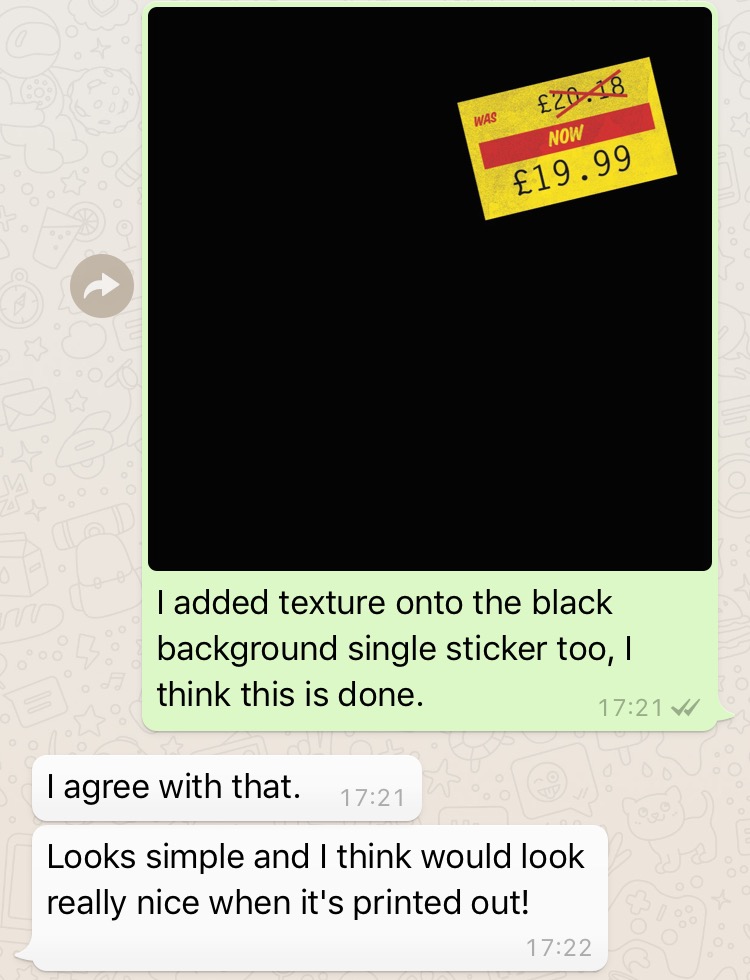 £20.18
WAS
NOW
£19.99
I added texture onto the black
background single sticker too, I
think this is done.
17:21
I agree with that.
17:21
Looks simple and I think would look
really nice when it's printed out!
17:22